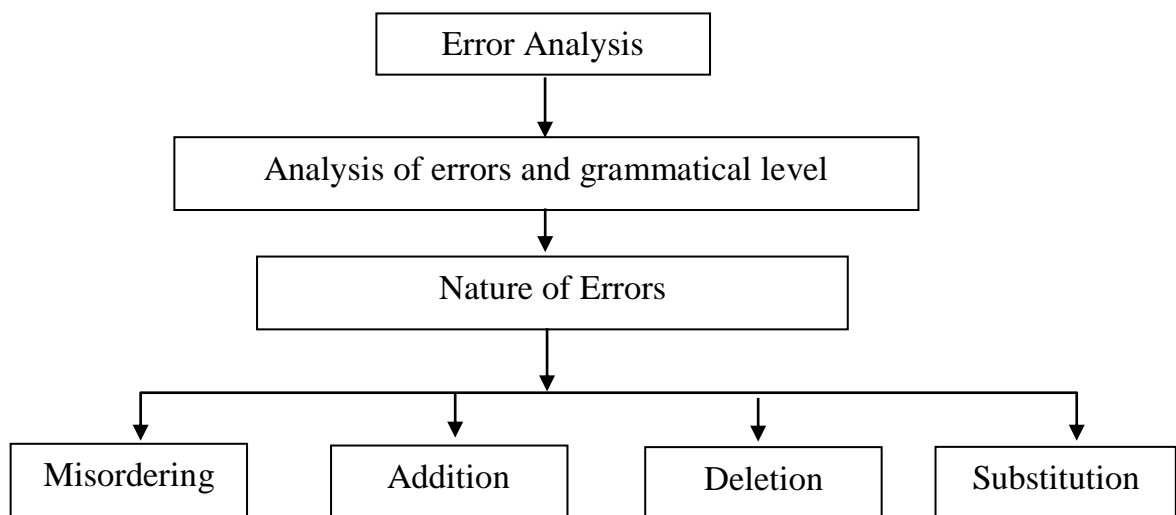 Error Analysis
Analysis of errors and grammatical level
Nature of Errors
Misordering
Addition
Deletion
Substitution